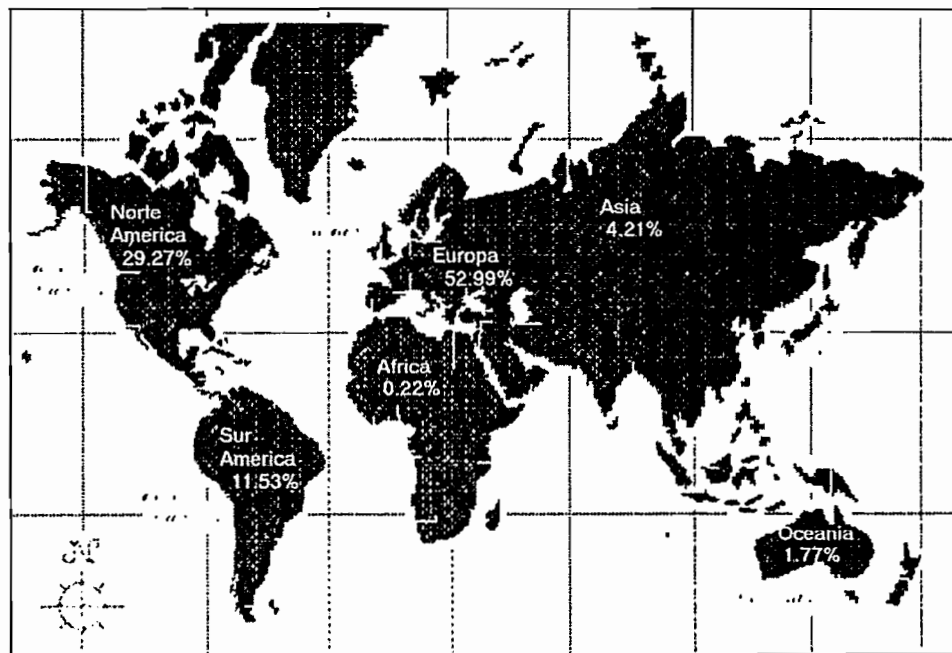 Norte
America
29.27%
Europa
52.99%
Asia
4.21%
Africa
0.22%
Sur
America
11.53%
Oceania
1.77%